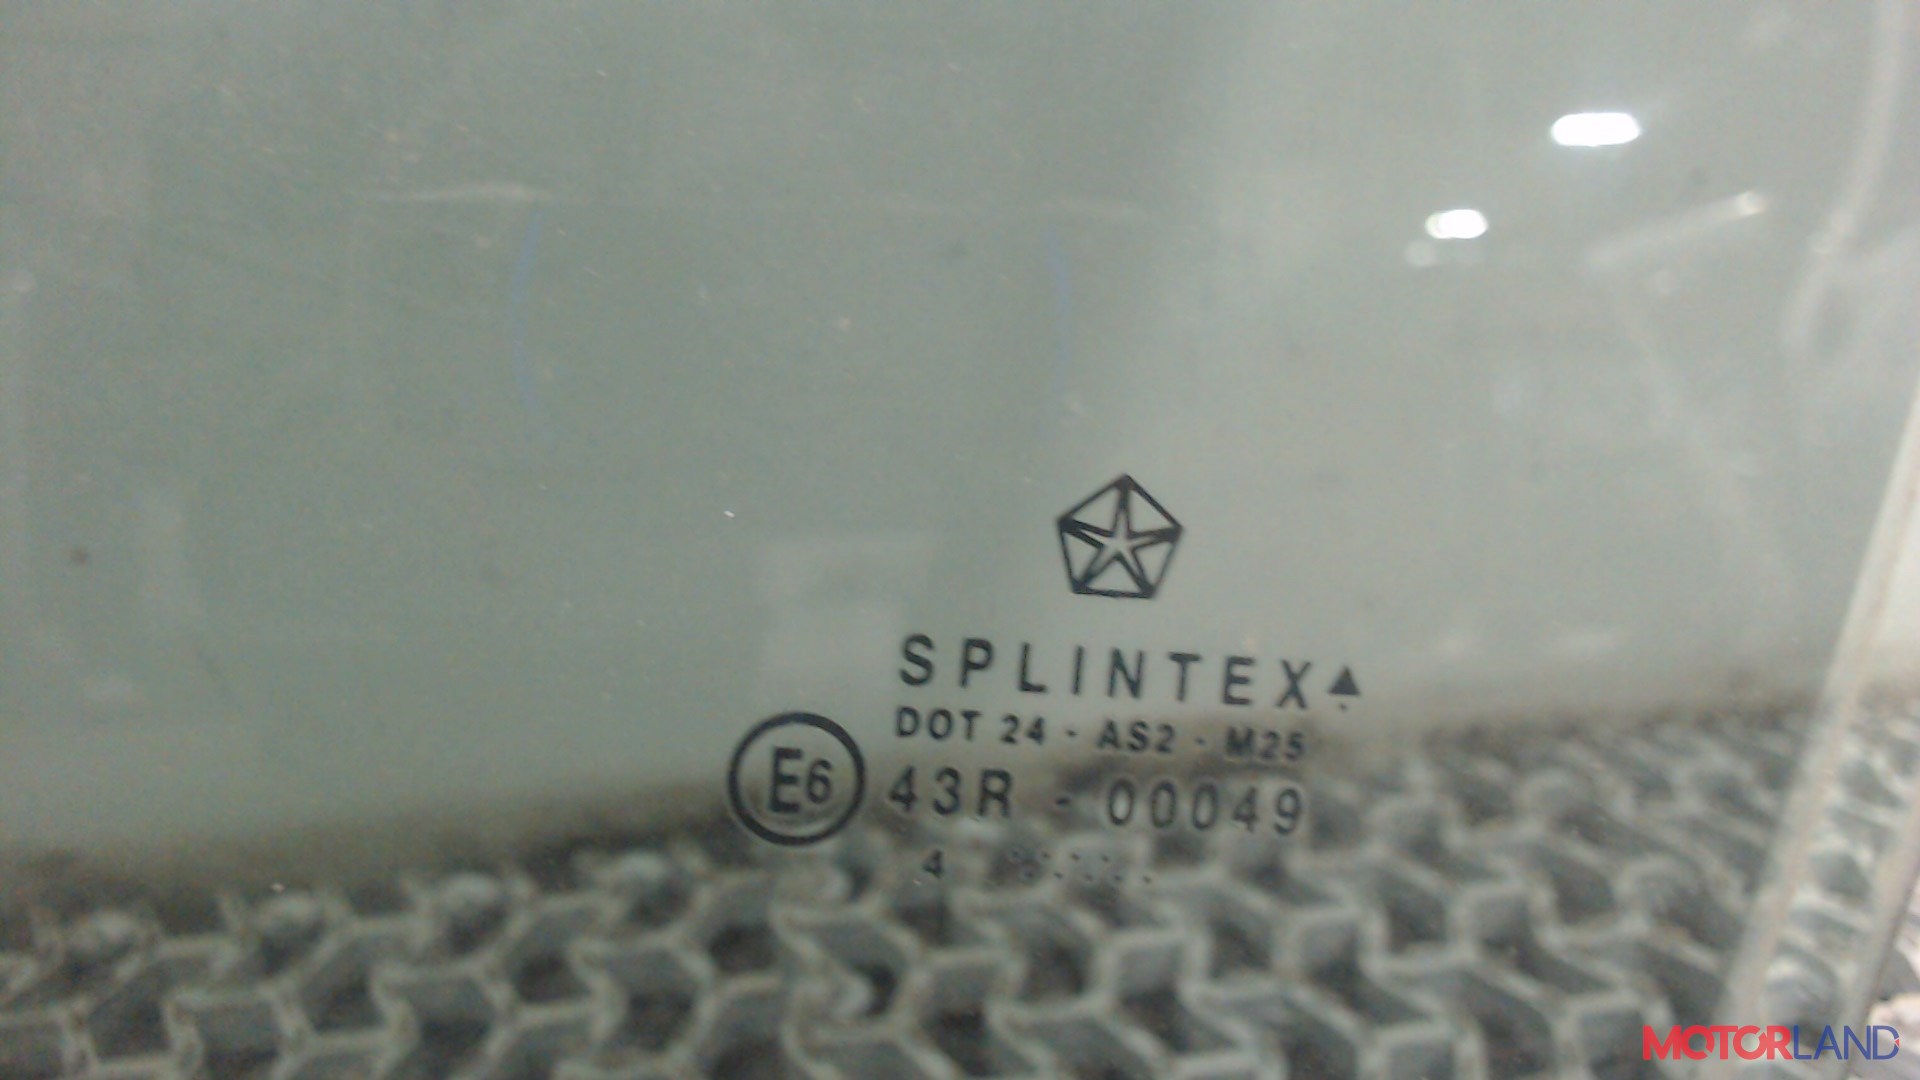 SPLINTEX
DOT 24 - AS2 - M25
E6 43R - 00049
4
MOTORLAND